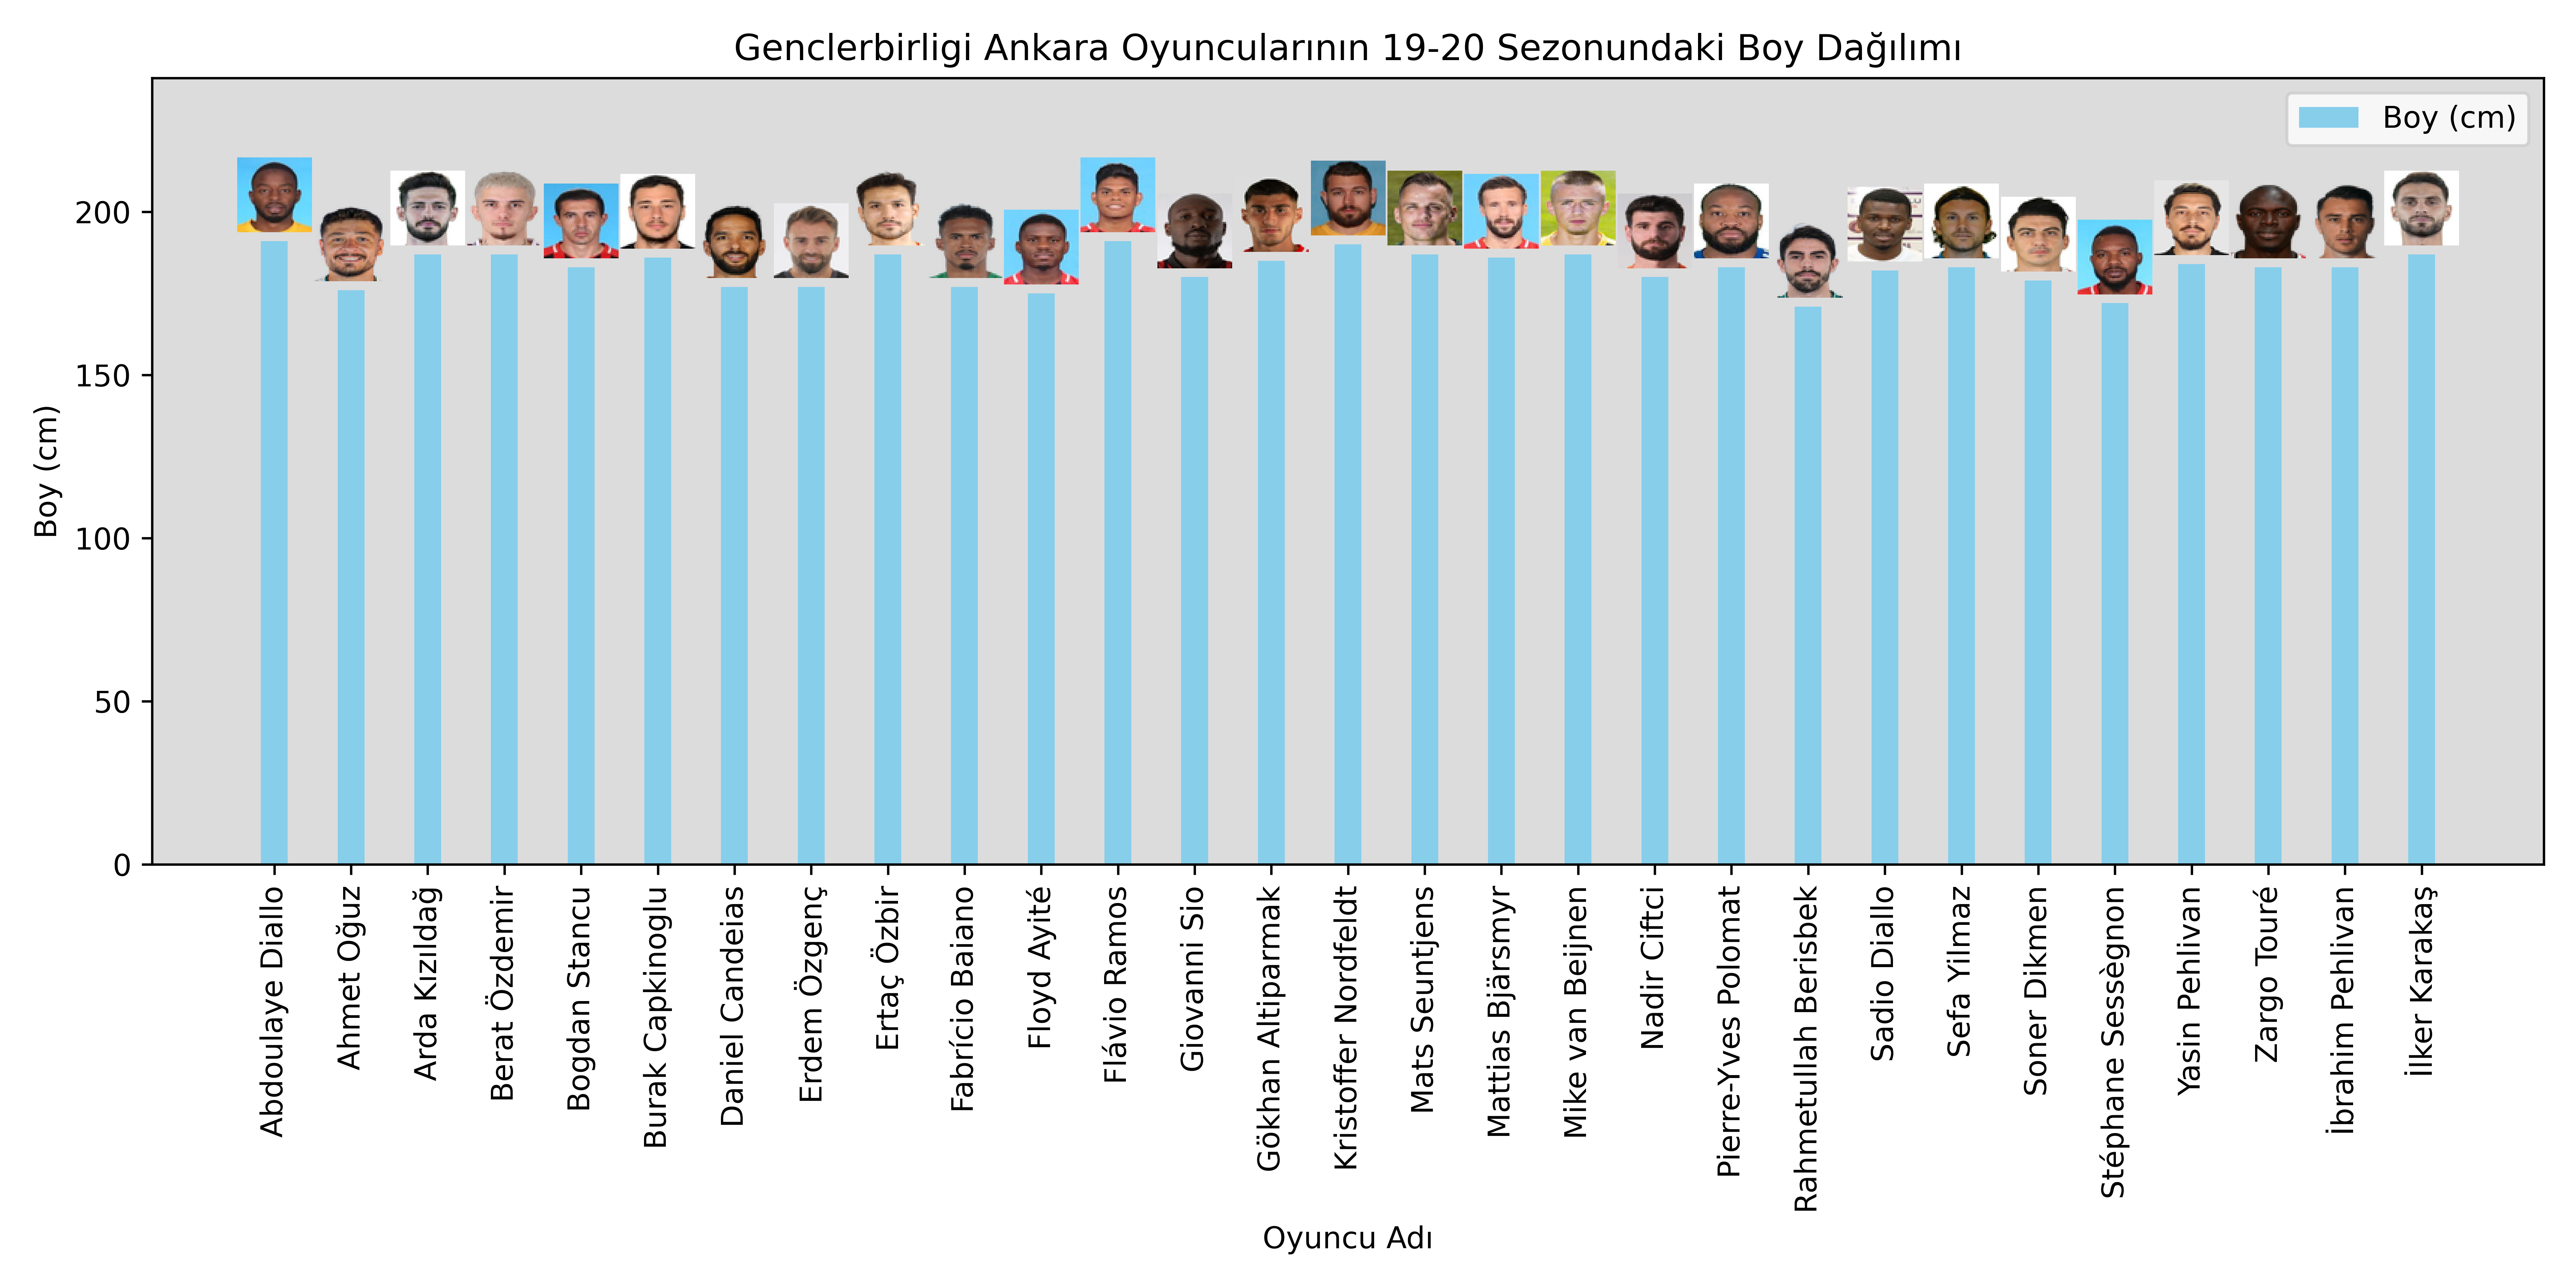 Genclerbirligi Ankara Oyuncularının 19-20 Sezonundaki Boy Dağılımı
Boy (cm)
200
150
100
50
0
Boy (cm)
Abdoulaye Diallo
Ahmet Oğuz
Arda Kızıldağ
Berat Özdemir
Bogdan Stancu
Burak Capkinoglu
Daniel Candeias
Erdem Özgenç
Ertaç Özbir
Fabrício Baiano
Floyd Ayité
Flávio Ramos
Giovanni Sio
Gökhan Altiparmak
Kristoffer Nordfeldt
Mats Seuntjens
Mattias Bjärsmyr
Mike van Beijnen
Nadir Ciftci
Pierre-Yves Polomat
Rahmetullah Berisbek
Sadio Diallo
Sefa Yilmaz
Soner Dikmen
Stéphane Sessègnon
Yasin Pehlivan
Zargo Touré
İbrahim Pehlivan
İlker Karakaş
Oyuncu Adı